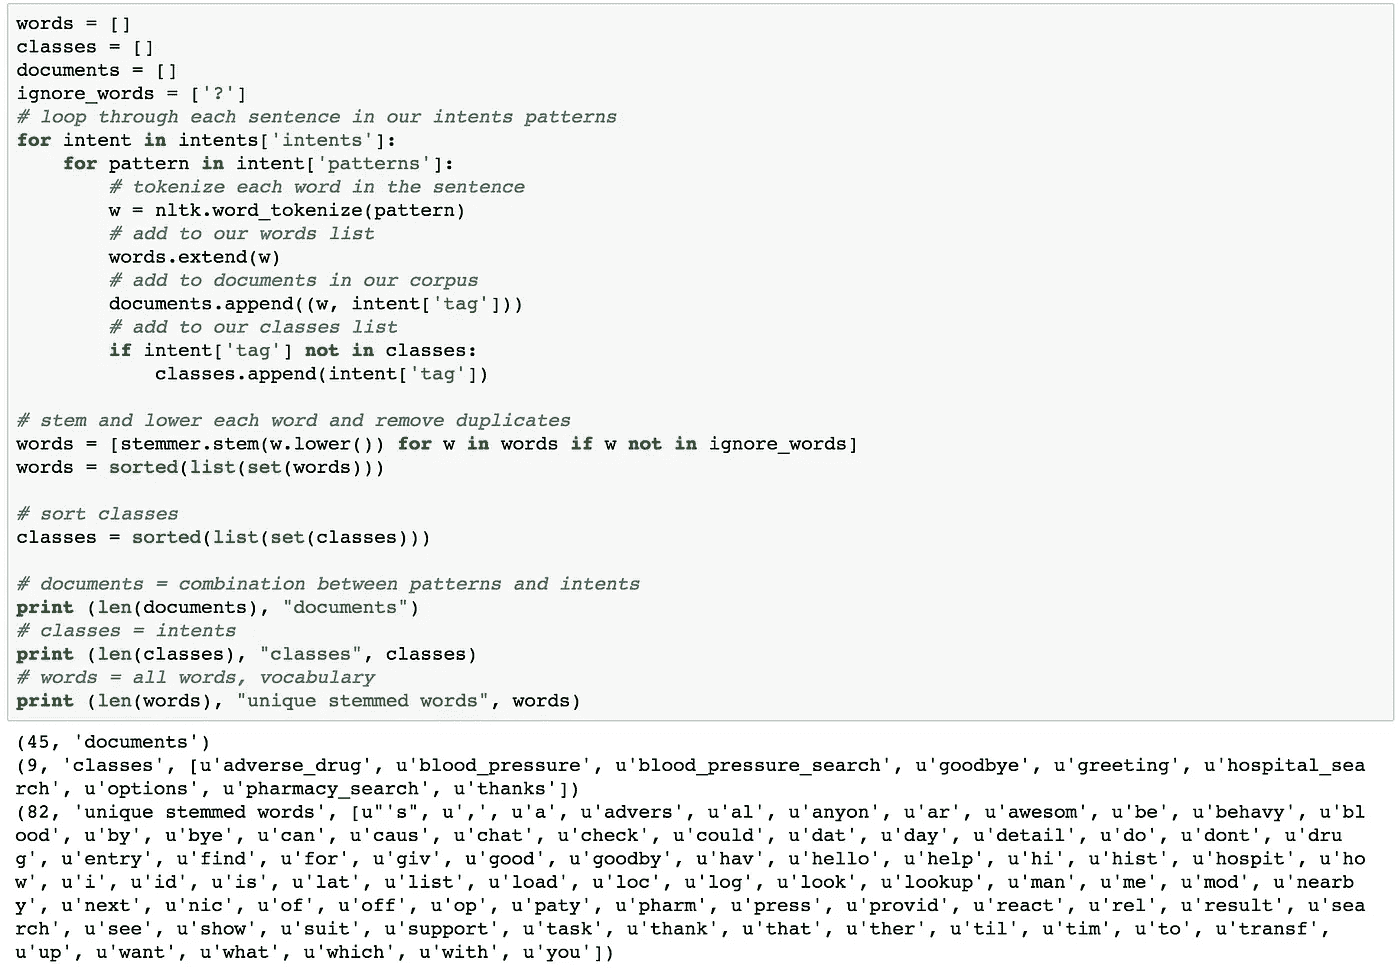 words = []
classes = []
documents = []
ignore_words = ['?']
# loop through each sentence in our intents patterns
for intent in intents['intents']:
    for pattern in intent['patterns']:
        # tokenize each word in the sentence
        w = nltk.word_tokenize(pattern)
        # add to our words list
        words.extend(w)
        # add to documents in our corpus
        documents.append((w, intent['tag']))
        # add to our classes list
        if intent['tag'] not in classes:
            classes.append(intent['tag'])

# stem and lower each word and remove duplicates
words = [stemmer.stem(w.lower()) for w in words if w not in ignore_words]
words = sorted(list(set(words)))

# sort classes
classes = sorted(list(set(classes)))

# documents = combination between patterns and intents
print (len(documents), "documents")
# classes = intents
print (len(classes), "classes", classes)
# words = all words, vocabulary
print (len(words), "unique stemmed words", words)
(45, 'documents')
(9, 'classes', [u'adverse_drug', u'blood_pressure', u'blood_pressure_search', u'goodbye', u'greeting', u'hospital_sea
rch', u'options', u'pharmacy_search', u'thanks'])
(82, 'unique stemmed words', [u"'s", u',', u'a', u'advers', u'al', u'anyon', u'ar', u'awesom', u'be', u'behavy', u'bl
ood', u'by', u'bye', u'can', u'caus', u'chat', u'check', u'could', u'dat', u'day', u'detail', u'do', u'dont', u'dru
g', u'entry', u'find', u'for', u'giv', u'good', u'goodby', u'hav', u'hello', u'help', u'hi', u'hist', u'hospit', u'ho
w', u'i', u'id', u'is', u'lat', u'list', u'load', u'loc', u'log', u'look', u'lookup', u'man', u'me', u'mod', u'nearb
y', u'next', u'nic', u'of', u'off', u'op', u'paty', u'pharm', u'press', u'provid', u'react', u'rel', u'result', u'sea
rch', u'see', u'show', u'suit', u'support', u'task', u'thank', u'that', u'ther', u'til', u'tim', u'to', u'transf',
u'up', u'want', u'what', u'which', u'with', u'you'])